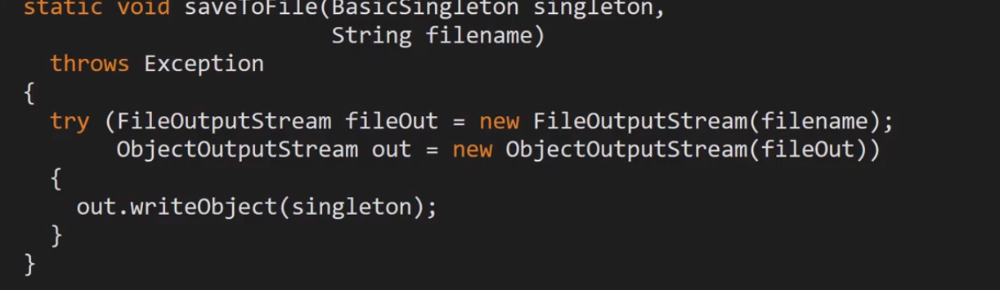 static void saveToFile(BasicSingleton singleton,
String filename)
throws Exception
{
try (FileOutputStream fileOut = new FileOutputStream(filename);
ObjectOutputStream out = new ObjectOutputStream(fileOut))
{
out.writeObject(singleton);
}
}